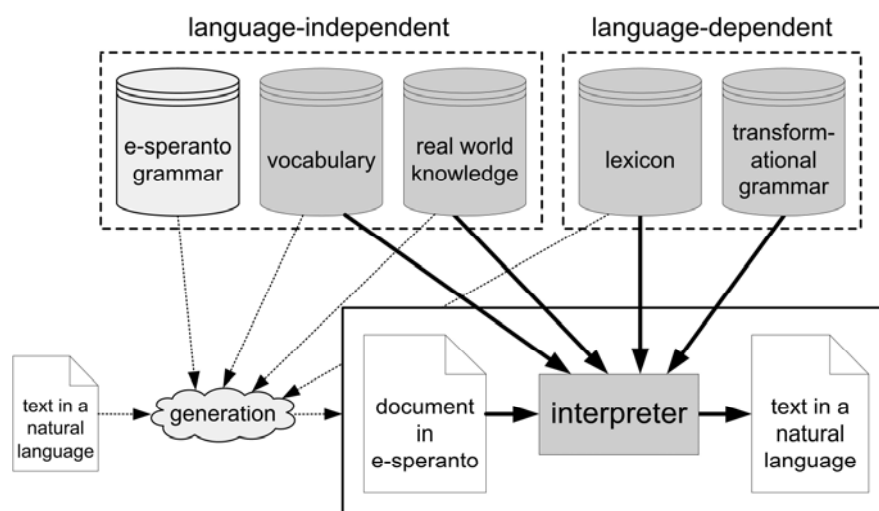 language-independent
language-dependent
e-speranto
grammar
vocabulary
real world
knowledge
lexicon
transform-
ational
grammar
text in a
natural
language
generation
document
in
e-speranto
interpreter
text in a
natural
language